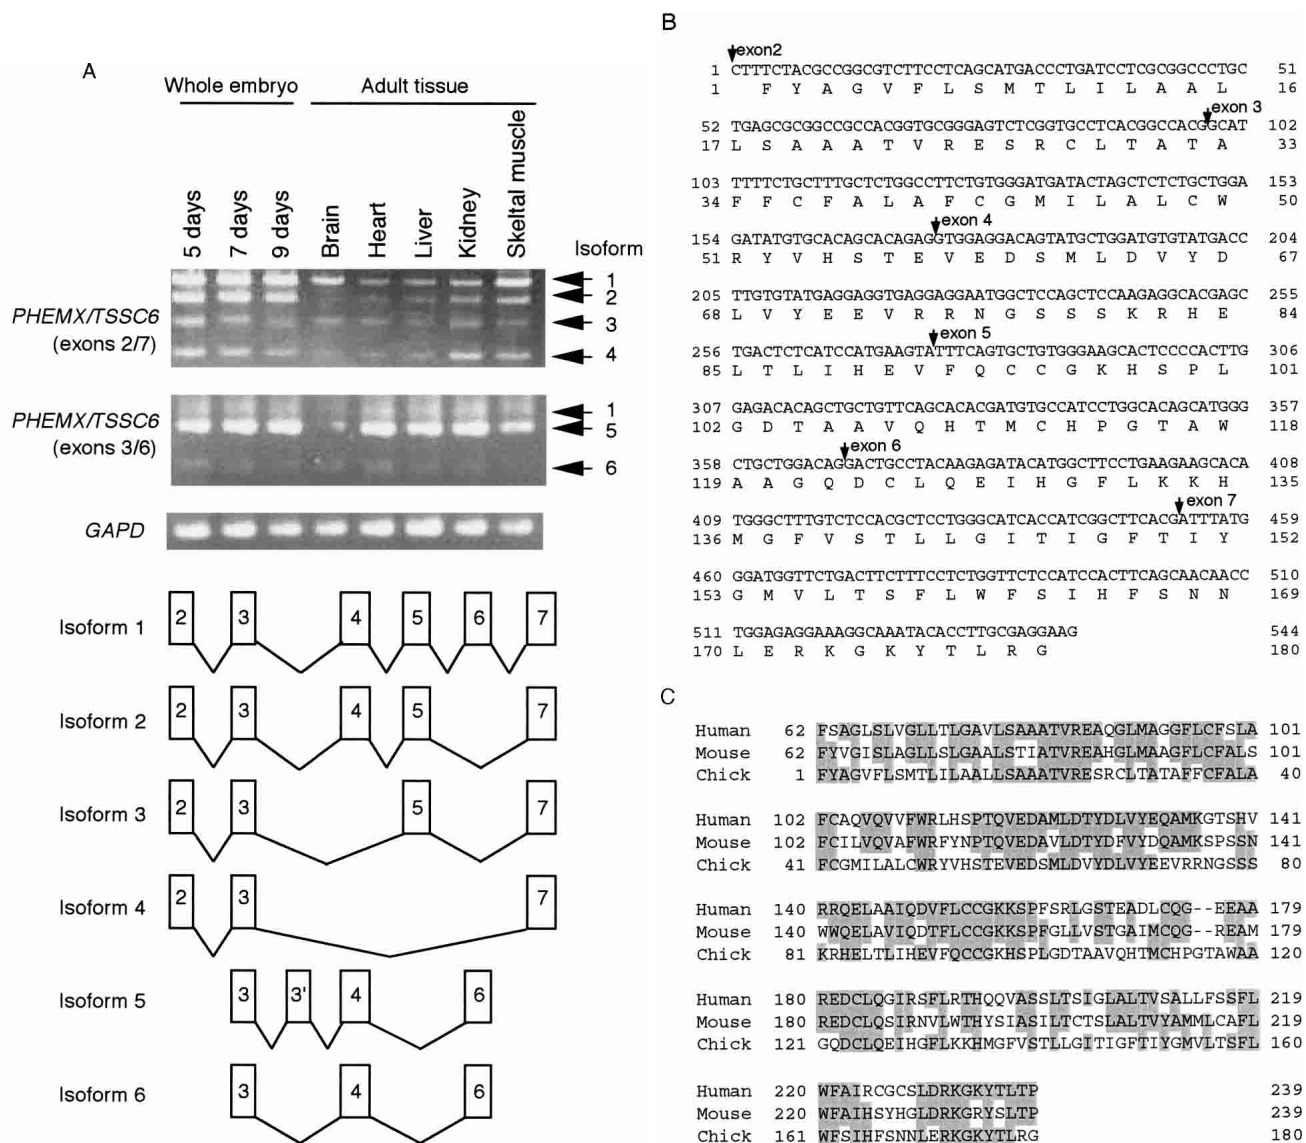 A
Whole embryo
Adult tissue
5 days
7 days
9 days
Brain
Heart
Liver
Kidney
Skeltal muscle
Isoform
PHEMX/TSSC6
(exons 2/7)
1
2
3
4
PHEMX/TSSC6
(exons 3/6)
1
5
6
GAPD
Isoform 1
2 3 4 5 6 7
Isoform 2
2 3 4 5 7
Isoform 3
2 3 5 7
Isoform 4
2 3 7
Isoform 5
3 3' 4 6
Isoform 6
3 4 6
B
exon2
1 CTTTCTACGCCGGCGTCTTCCTCAGCATGACCCTGATCCTCGCGGCCCTGC 51
1 F Y A G V F L S M T L I L A A L 16
exon 3
52 TGAGCGCGGCCGCCACGGTGCGGGAGTCTCGGTGCCTCACGGCCACGGCAT 102
17 L S A A A T V R E S R C L T A T A 33
103 TTTTCTGCTTTGCTCTGGCCTTCTGTGGGATGATACTAGCTCTCTGCTGGA 153
34 F F C F A L A F C G M I L A L C W 50
exon 4
154 GATATGTGCACAGCACAGAGGTGGAGGACAGTATGCTGGATGTGTATGACC 204
51 R Y V H S T E V E D S M L D V Y D 67
205 TTGTGTATGAGGAGGTGAGGAGGAATGGCTCCAGCTCCAAGAGGCACGAGC 255
68 L V Y E E V R R N G S S S K R H E 84
exon 5
256 TGACTCTCATCCATGAAGTATTTCAGTGCTGTGGGAAGCACTCCCCACTTG 306
85 L T L I H E V F Q C C G K H S P L 101
307 GAGACACAGCTGCTGTTCAGCACACGATGTGCCATCCTGGCACAGCATGGG 357
102 G D T A A V Q H T M C H P G T A W 118
exon 6
358 CTGCTGGACAGGACTGCCTACAAGAGATACATGGCTTCCTGAAGAAGCACA 408
119 A A G Q D C L Q E I H G F L K K H 135
exon 7
409 TGGGCTTTGTCTCCACGCTCCTGGGCATCACCATCGGCTTCACGATTTATG 459
136 M G F V S T L L G I T I G F T I Y 152
460 GGATGGTTCTGACTTCTTTCCTCTGGTTCTCCATCCACTTCAGCAACAACC 510
153 G M V L T S F L W F S I H F S N N 169
511 TGGAGAGGAAAGGCAAATACACCTTGCGAGGAAG 544
170 L E R K G K Y T L R G 180
C
Human 62 FSAGLSLVGLLTLGAVLSAAATVREAQGLMAGGFLCFSLA 101
Mouse 62 FYVGISLAGLLSLGAALSTIATVREAHGLMAAGFLCFALS 101
Chick 1 FYAGVFLSMTLILAALLSAAATVRESRCLTATAFFCFALA 40
Human 102 FCAQVQVVFWRLHSPTQVEDAMLDTYDLVYEQAMKGTSHV 141
Mouse 102 FCILVQVAFWRFYNPTQVEDAVLDTYDFVYDQAMKSPSSN 141
Chick 41 FCGMILALCWRYVHSTEVEDSMLDVYDLVYEEVRRNGSSS 80
Human 140 RRQELAAIQDVFLCCGKKSPFSRLGSTEADLCQG--EEAA 179
Mouse 140 WWQELAVIQDTFLCCGKKSPFGLLVSTGAIMCQG--REAM 179
Chick 81 KRHELTLIHEVFQCCGKHSPLGDTAAVQHTMCHPGTAWAA 120
Human 180 REDCLQGIRSFLRTHQQVASSLTSIGLALTVSALLFSSFL 219
Mouse 180 REDCLQSIRNVLWTHYSIASILTCTSLALTVYAMMLCAFL 219
Chick 121 GQDCLQEIHGFLKKHMGFVSTLLGITIGFTIYGMVLTSFL 160
Human 220 WFAIRCGCSLDRKGKYTLTP 239
Mouse 220 WFAIHSYHGLDRKGRYSLTP 239
Chick 161 WFSIHFSNNLERKGKYTLRG 180